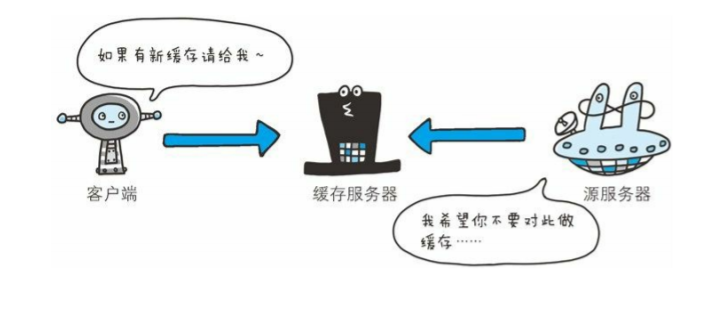 如果有新缓存请给我~
客户端
缓存服务器
源服务器
我希望你不要对此做
缓存……